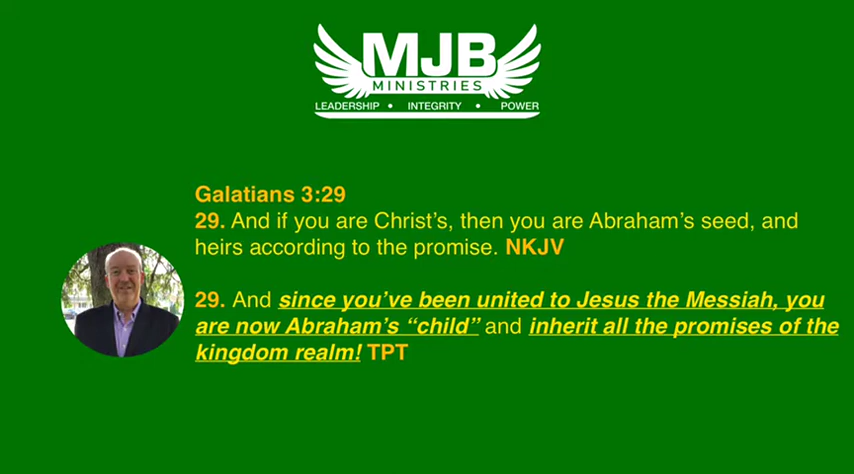 MJB
MINISTRIES
LEADERSHIP • INTEGRITY • POWER
Galatians 3:29
29. And if you are Christ's, then you are Abraham's seed, and
heirs according to the promise. NKJV
29. And since you've been united to Jesus the Messiah, you
are now Abraham's “child” and inherit all the promises of the
kingdom realm! TPT